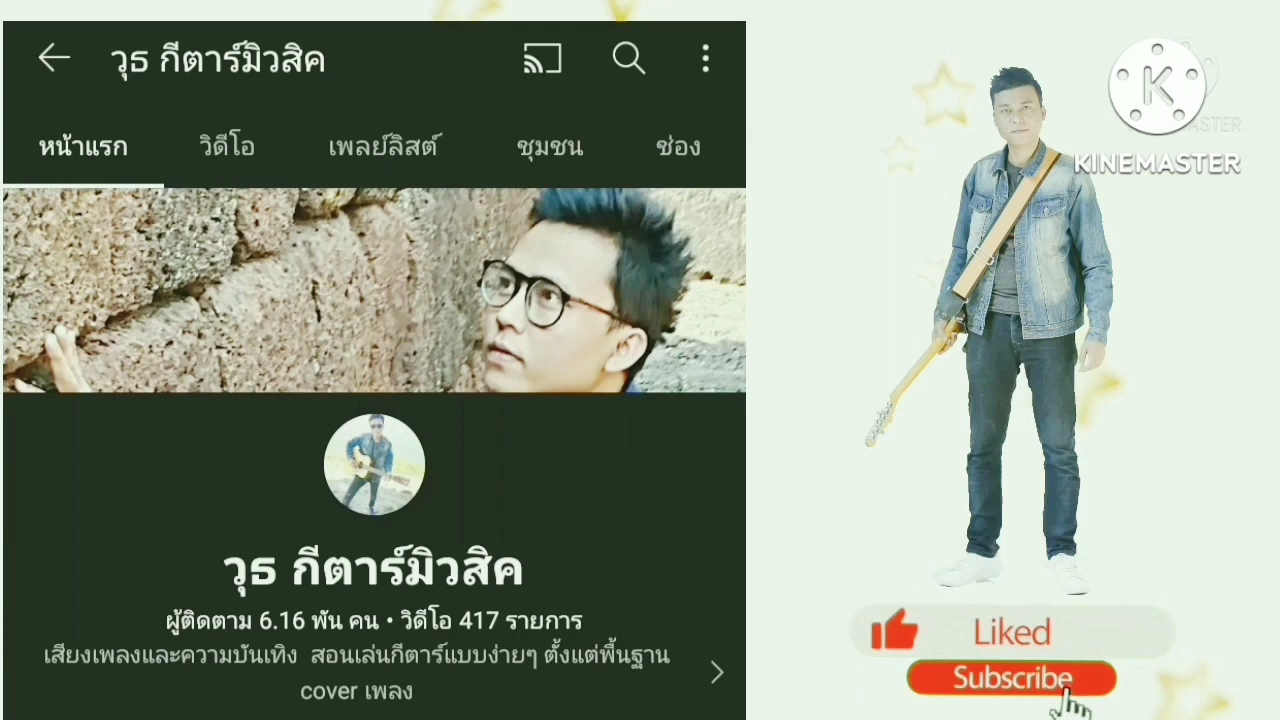 วุธ กีตาร์มิวสิค
หน้าแรก วิดีโอ เพลย์ลิสต์ ชุมชน ช่อง
วุธ กีตาร์มิวสิค
ผู้ติดตาม 6.16 พัน คน • วิดีโอ 417 รายการ
เสียงเพลงและความบันเทิง สอนเล่นกีตาร์แบบง่ายๆ ตั้งแต่พื้นฐาน
cover เพลง
K
KINEMASTER
Liked
Subscribe